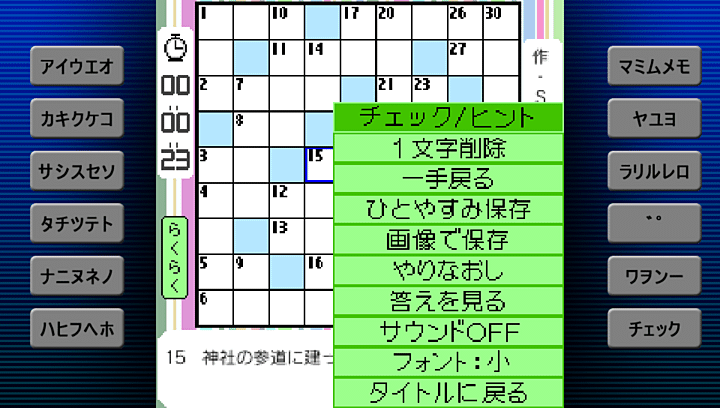 アイウエオ
カキクケコ
サシスセソ
タチツテト
ナニヌネノ
ハヒフヘホ
00
00
23
らくらく
1 10 17 20 26 30
11 14 27
2 7 21 23
8
3 15
4 12
13
5 9 16
6
作
-
S
チェック/ヒント
1文字削除
一手戻る
ひとやすみ保存
画像で保存
やりなおし
答えを見る
サウンドOFF
フォント:小
タイトルに戻る
15 神社の参道に建っ
マミムメモ
ヤユヨ
ラリルレロ
゛゜
ワヲンー
チェック